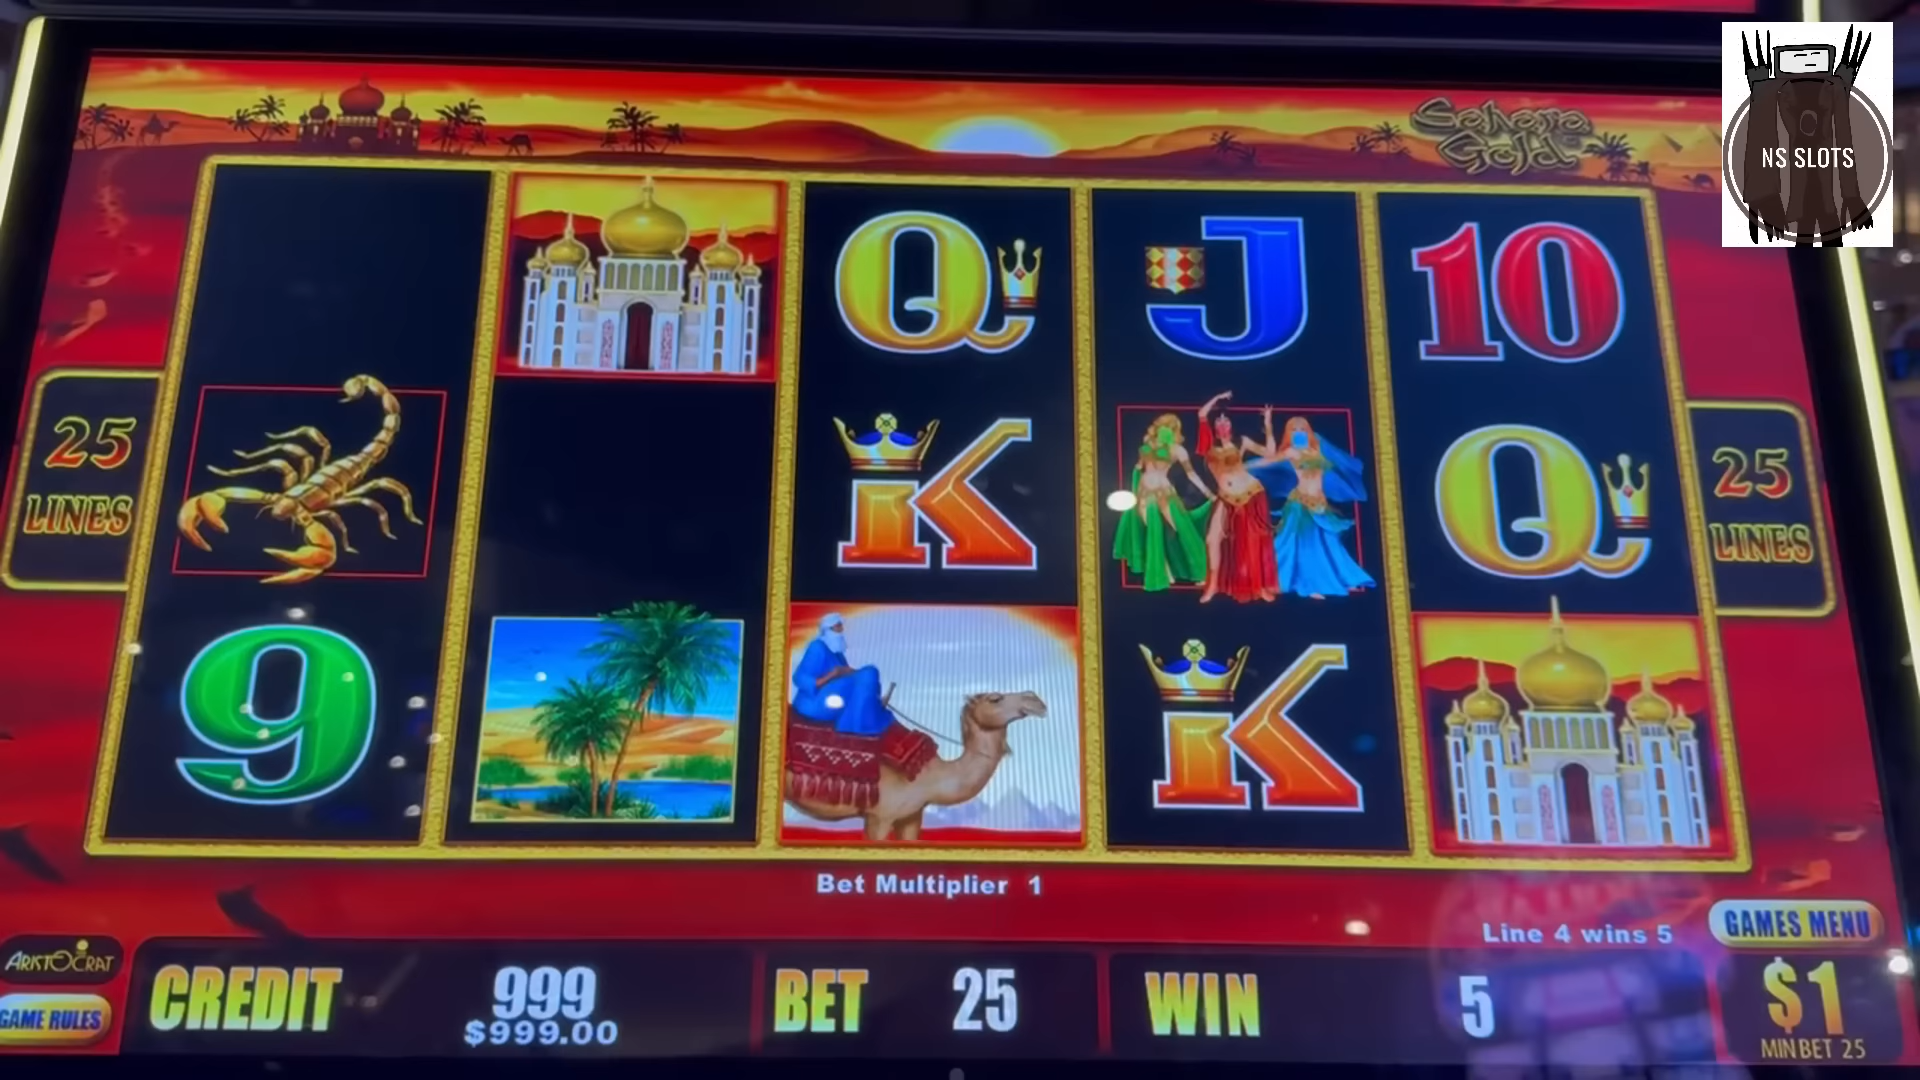 Sahara
Gold
NS SLOTS
Q
J
10
25
LINES
K
Q
25
LINES
9
K
Bet Multiplier 1
Line 4 wins 5
GAMES MENU
ARISTOCRAT
GAME RULES
CREDIT 999
$999.00
BET 25
WIN 5
$1
MIN BET 25